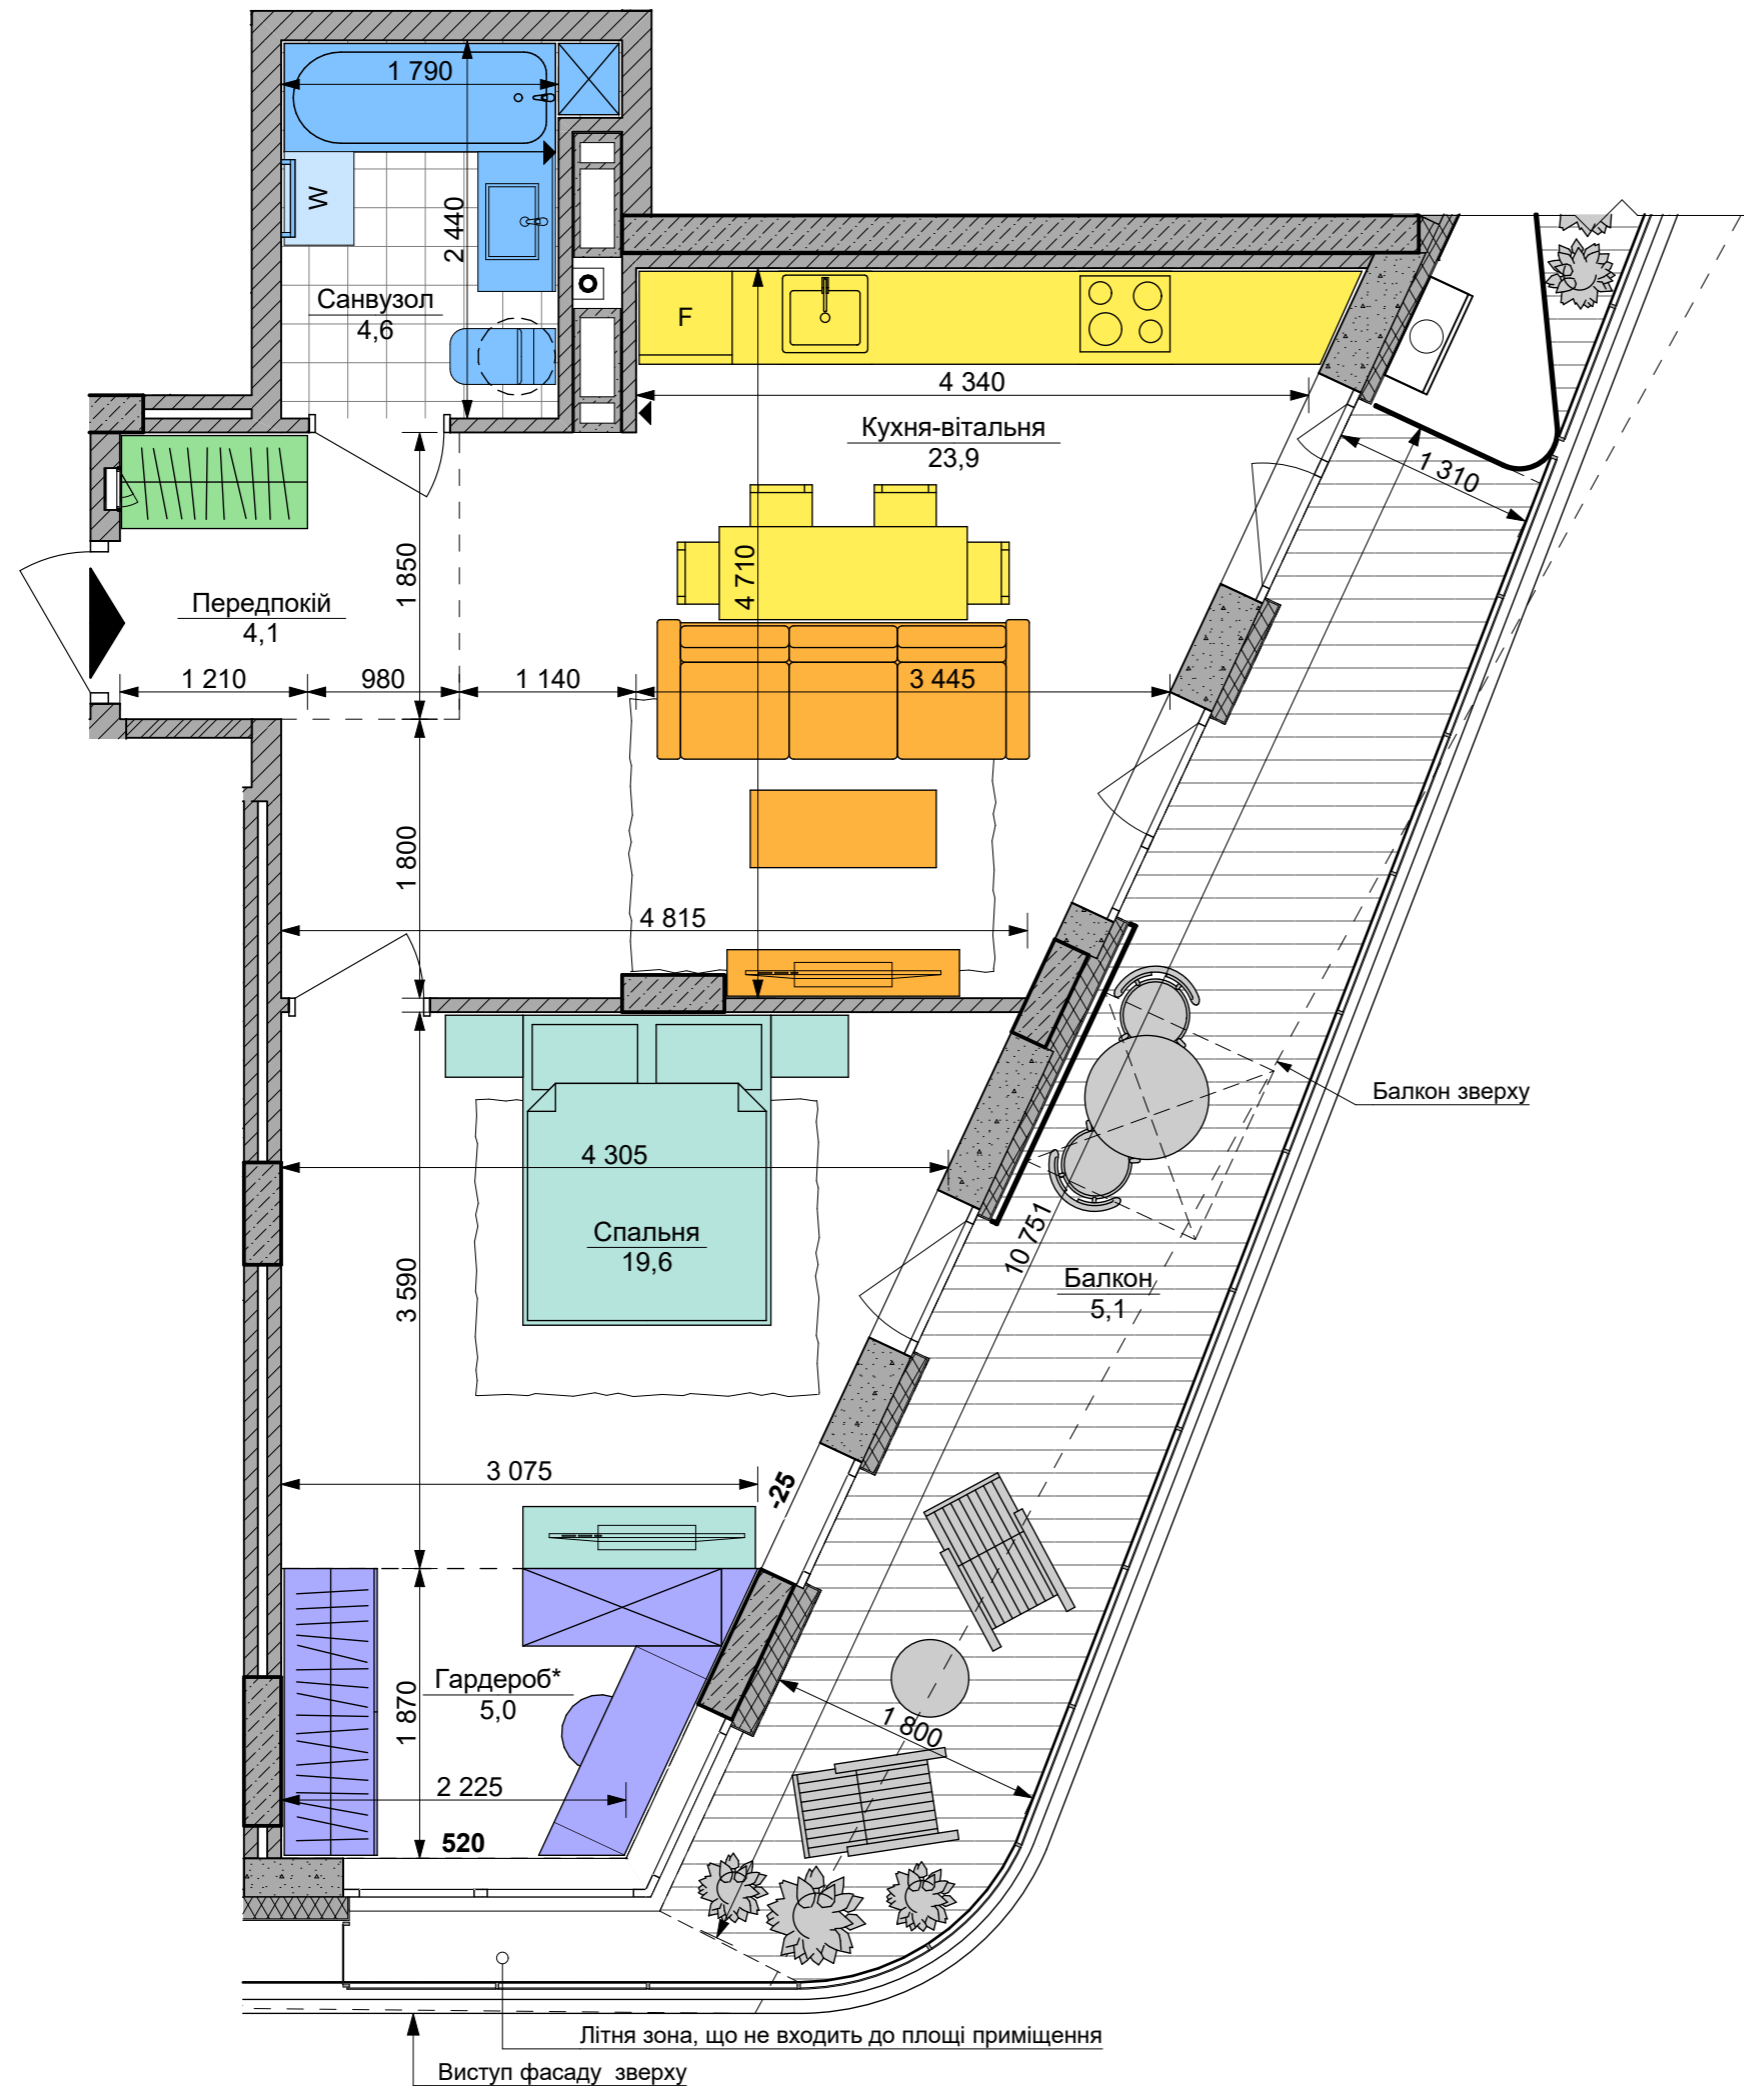 1 790
2 440
W
Санвузол
4,6
F
4 340
Кухня-вітальня
23,9
1 310
1 850
4 710
Передпокій
4,1
1 210
980
1 140
3 445
1 800
4 815
Балкон зверху
4 305
Спальня
19,6
10 751
3 590
Балкон
5,1
3 075
-25
Гардероб*
5,0
1 870
1 800
2 225
520
Літня зона, що не входить до площі приміщення
Виступ фасаду зверху